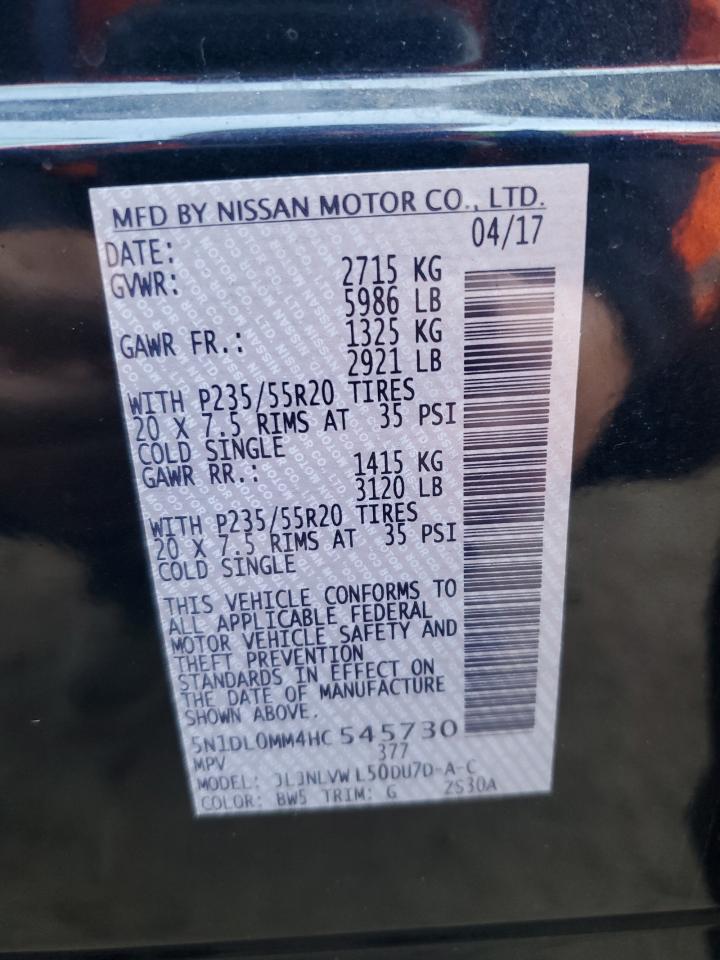 MFD BY NISSAN MOTOR CO., LTD.
DATE: 04/17
GVWR: 2715 KG
5986 LB
GAWR FR.: 1325 KG
2921 LB
WITH P235/55R20 TIRES
20 X 7.5 RIMS AT 35 PSI
COLD SINGLE
GAWR RR.: 1415 KG
3120 LB
WITH P235/55R20 TIRES
20 X 7.5 RIMS AT 35 PSI
COLD SINGLE
THIS VEHICLE CONFORMS TO
ALL APPLICABLE FEDERAL
MOTOR VEHICLE SAFETY AND
THEFT PREVENTION
STANDARDS IN EFFECT ON
THE DATE OF MANUFACTURE
SHOWN ABOVE.
5N1DL0MM4HC 545730
MPV 377
MODEL: L50DU7D-A-C
COLOR: BW5 TRIM: G ZS30A